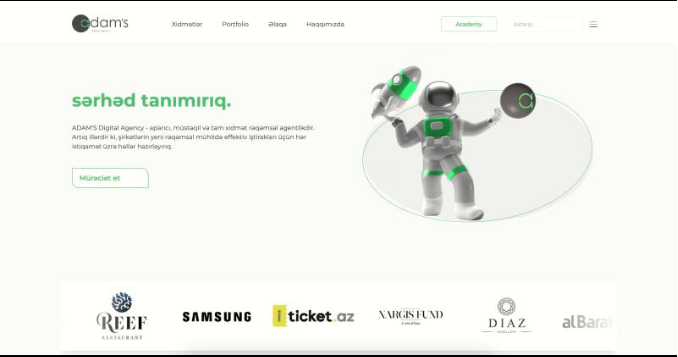 adam's
Xidmətlər
Portfolio
Əlaqə
Haqqımızda
Academy
Axtarış ...
sərhəd tanımırıq.
ADAM'S Digital Agency - aparıcı, müstəqil və tam xidmət rəqəmsal agentlikdir.
Artıq illərdir ki, şirkətlərin yeni rəqəmsal mühitdə effektiv iştirakları üçün hər
istiqamət üzrə həllər hazırlayırıq.
Müraciət et
REEF
RESTAURANT
SAMSUNG
ticket.az
NARGIS FUND
DIAZ
alBarak